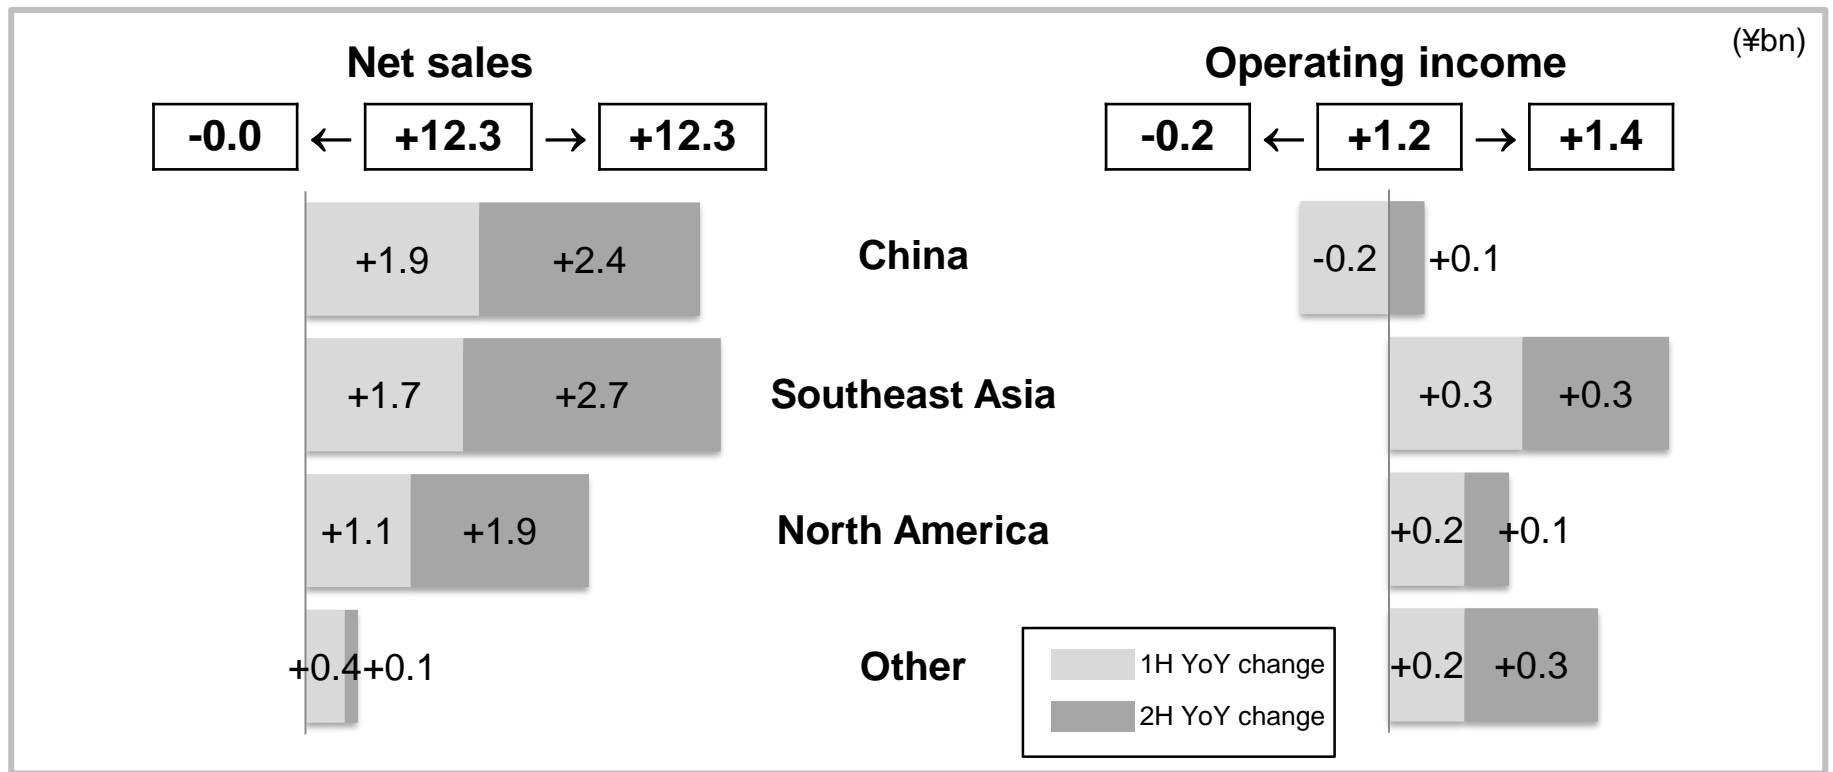 (¥bn)
Net sales
Operating income
-0.0 ← +12.3 → +12.3
-0.2 ← +1.2 → +1.4
+1.9 +2.4 China -0.2 +0.1
+1.7 +2.7 Southeast Asia +0.3 +0.3
+1.1 +1.9 North America +0.2 +0.1
+0.4 +0.1 Other +0.2 +0.3
1H YoY change
2H YoY change